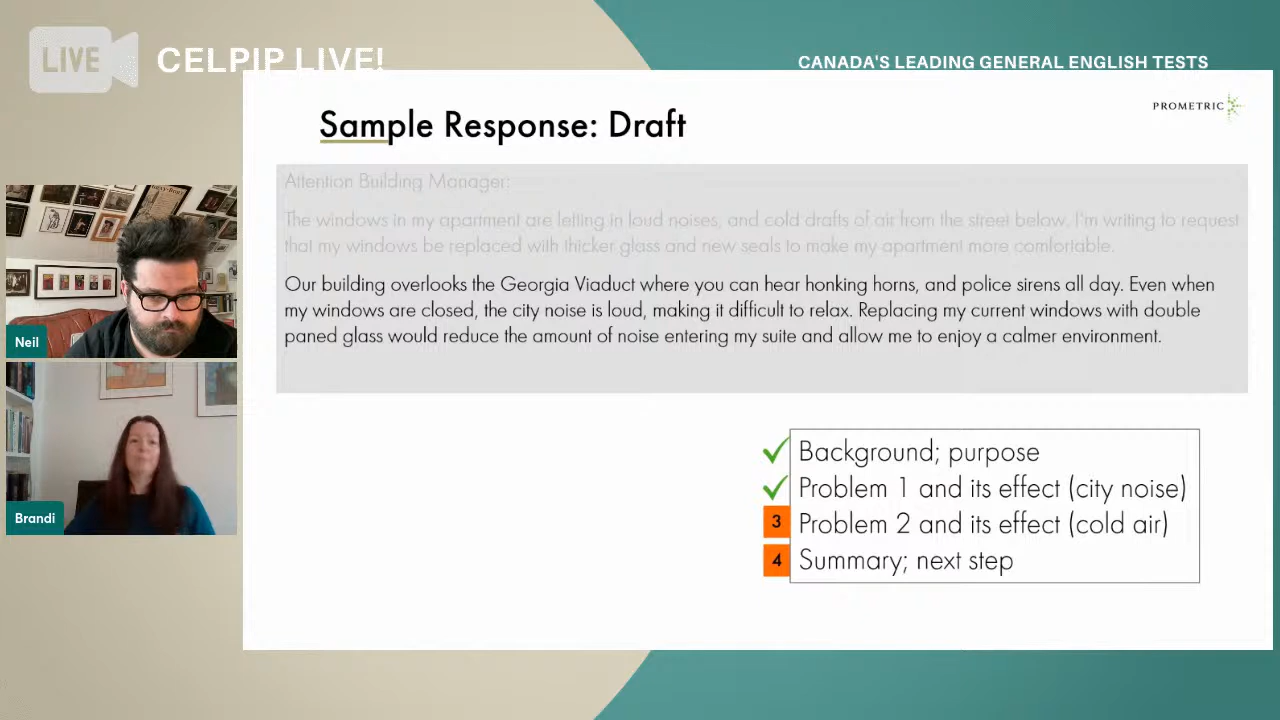 LIVE
CELPIP LIVE!
CANADA'S LEADING GENERAL ENGLISH TESTS
PROMETRIC
Sample Response: Draft
Attention Building Manager:
The windows in my apartment are letting in loud noises, and cold drafts of air from the street below. I'm writing to request
that my windows be replaced with thicker glass and new seals to make my apartment more comfortable.
Our building overlooks the Georgia Viaduct where you can hear honking horns, and police sirens all day. Even when
my windows are closed, the city noise is loud, making it difficult to relax. Replacing my current windows with double
paned glass would reduce the amount of noise entering my suite and allow me to enjoy a calmer environment.
Neil
Brandi
Background; purpose
Problem 1 and its effect (city noise)
3 Problem 2 and its effect (cold air)
4 Summary; next step